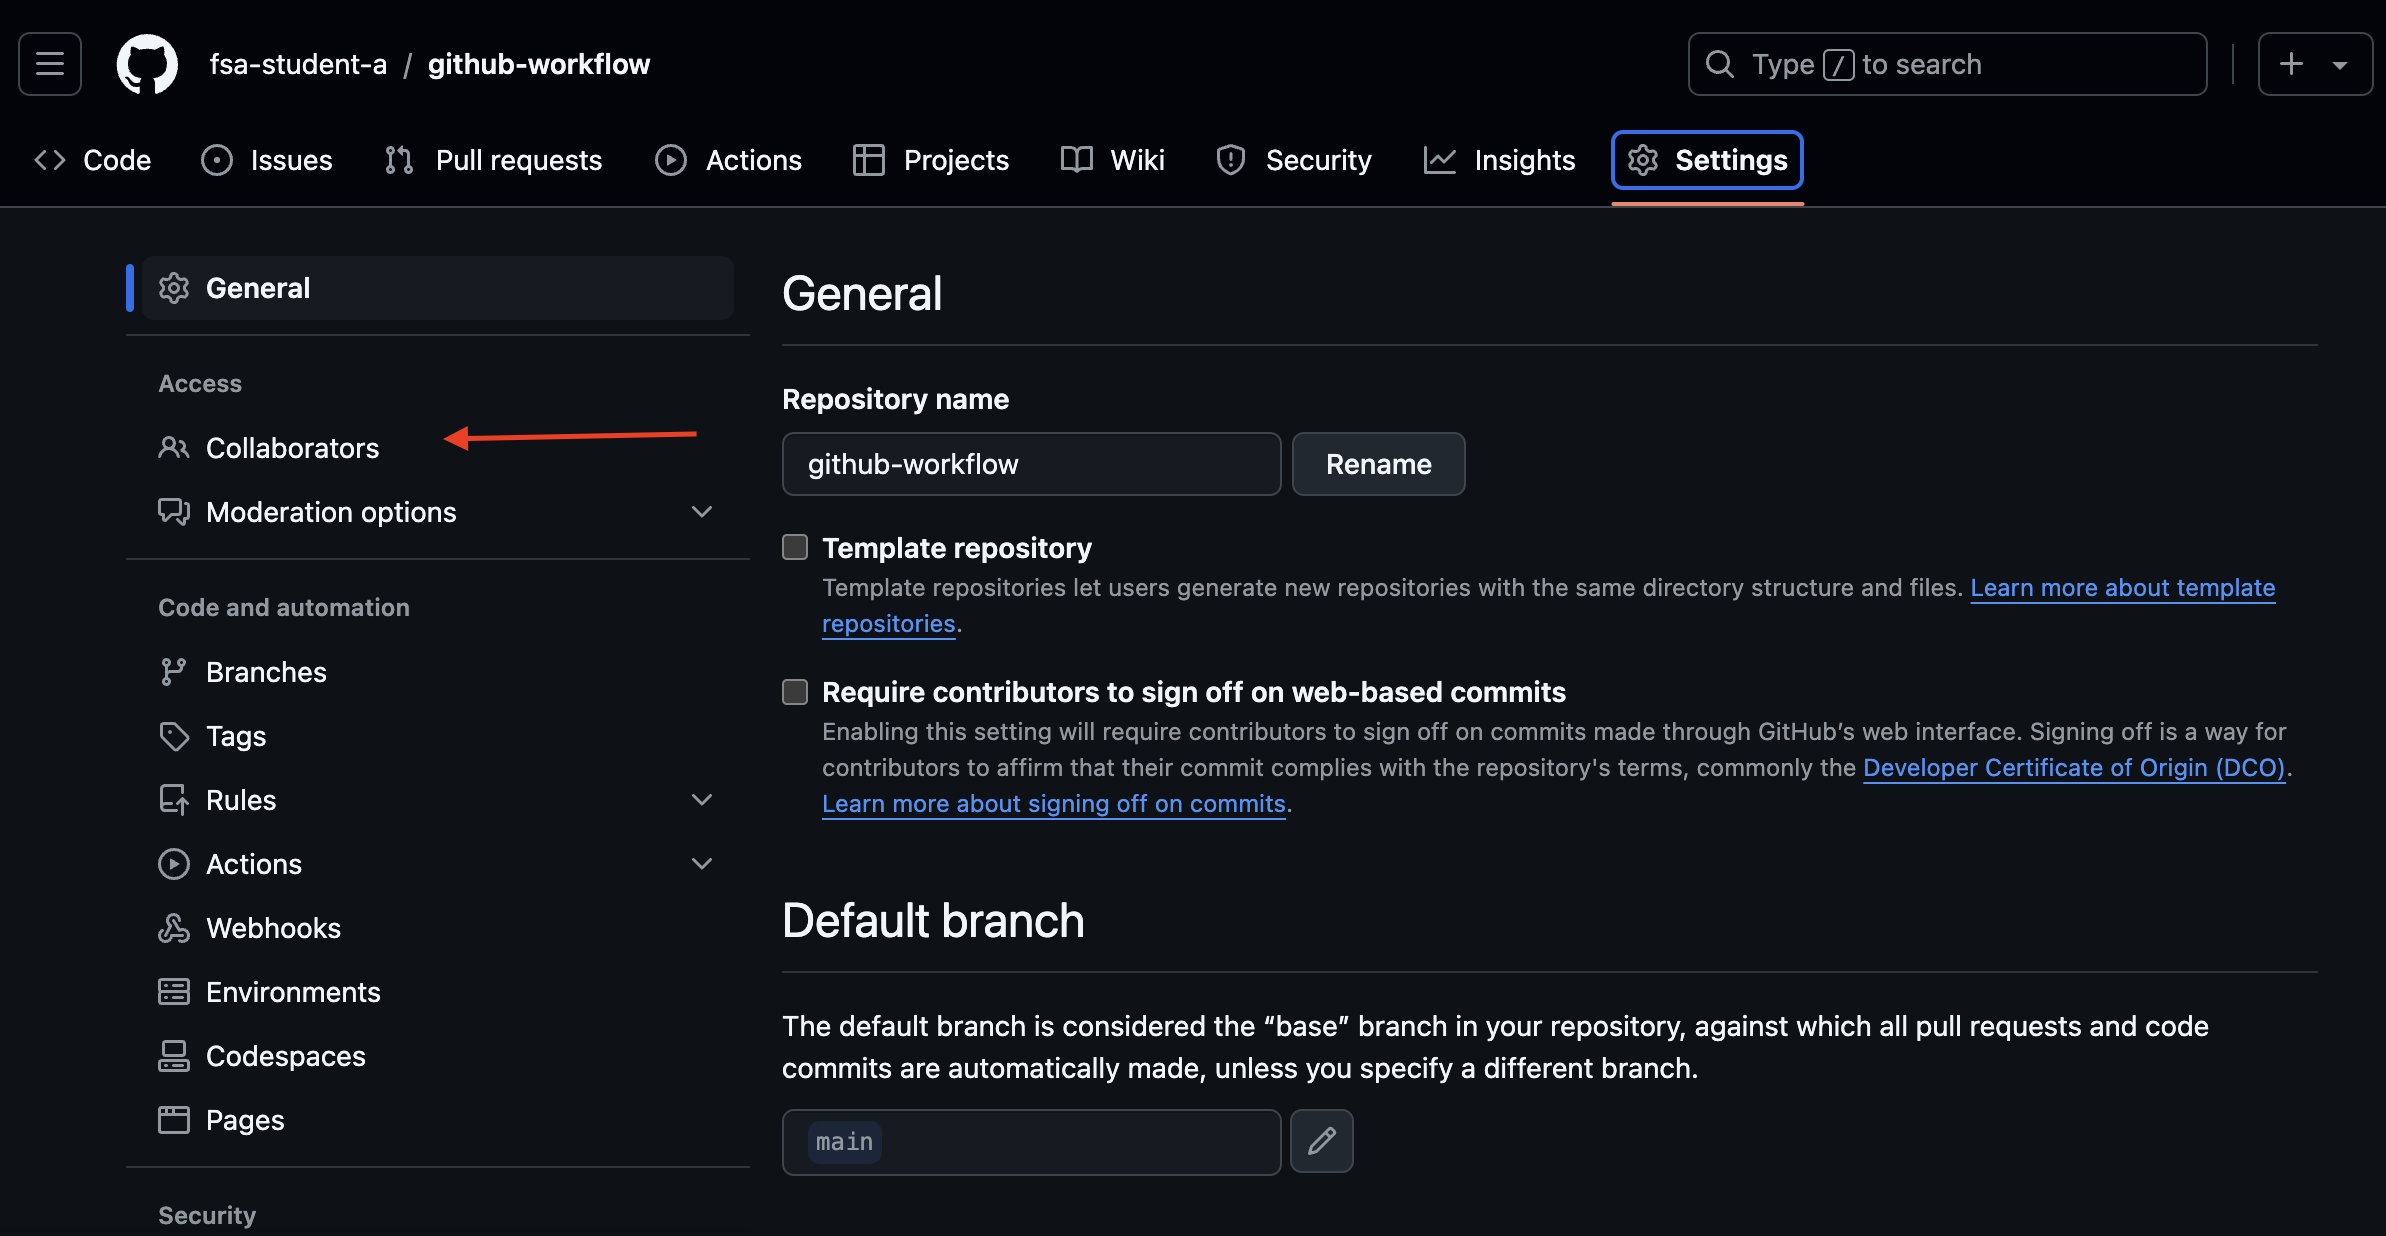 fsa-student-a / github-workflow
Type / to search
Code Issues Pull requests Actions Projects Wiki Security Insights Settings
General
Access
Collaborators
Moderation options
Code and automation
Branches
Tags
Rules
Actions
Webhooks
Environments
Codespaces
Pages
Security
General
Repository name
github-workflow Rename
Template repository
Template repositories let users generate new repositories with the same directory structure and files. Learn more about template
repositories.
Require contributors to sign off on web-based commits
Enabling this setting will require contributors to sign off on commits made through GitHub’s web interface. Signing off is a way for
contributors to affirm that their commit complies with the repository's terms, commonly the Developer Certificate of Origin (DCO).
Learn more about signing off on commits.
Default branch
The default branch is considered the “base” branch in your repository, against which all pull requests and code
commits are automatically made, unless you specify a different branch.
main